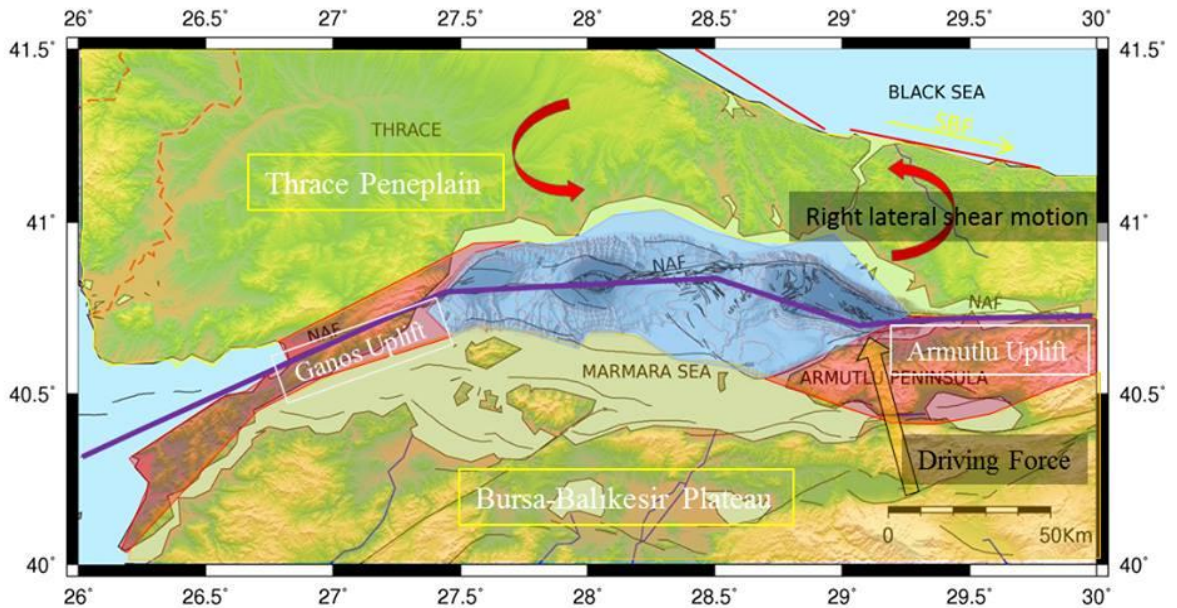 26˚ 26.5˚ 27˚ 27.5˚ 28˚ 28.5˚ 29˚ 29.5˚ 30˚
41.5˚ 41.5˚
BLACK SEA
SBF
THRACE
Thrace Peneplain
Right lateral shear motion
41˚ 41˚
NAF
NAF
NAF
Ganos Uplift
Armutlu Uplift
MARMARA SEA
ARMUTLU PENINSULA
40.5˚ 40.5˚
Driving Force
Bursa-Balıkesir Plateau
0 50Km
40˚ 40˚
26˚ 26.5˚ 27˚ 27.5˚ 28˚ 28.5˚ 29˚ 29.5˚ 30˚